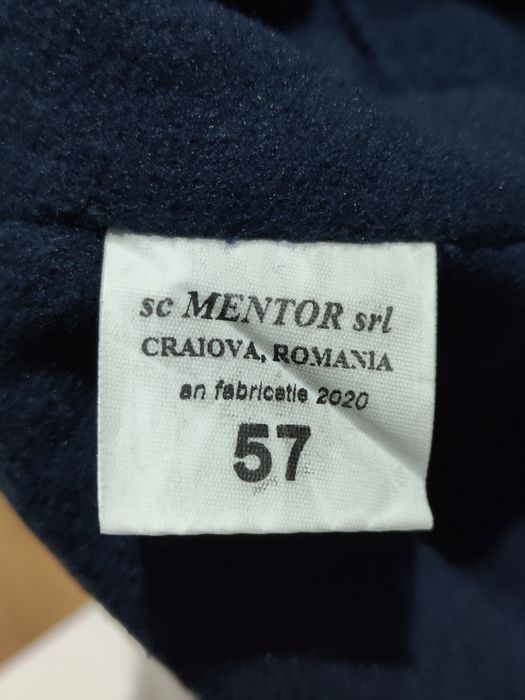 sc MENTOR srl
CRAIOVA, ROMANIA
an fabricatie 2020
57